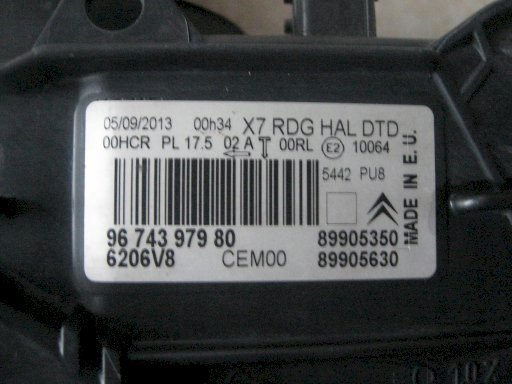 05/09/2013 00h34 X7 RDG HAL DTD
00HCR PL 17.5 02 A 00RL E2 10064
5442 PU8
96 743 979 80 89905350
6206V8 CEM00 89905630
MADE IN E.U.